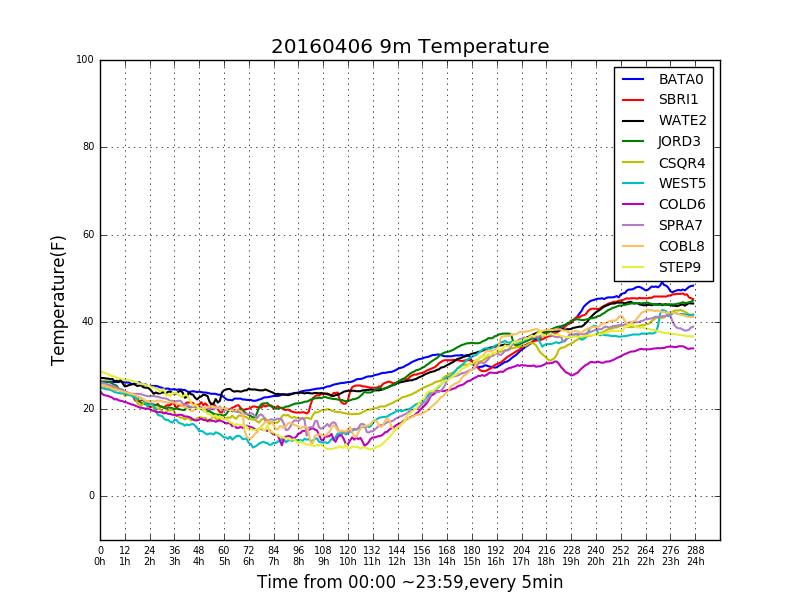 20160406 9m Temperature
100
80
60
40
20
0
Temperature(F)
BATA0
SBRI1
WATE2
JORD3
CSQR4
WEST5
COLD6
SPRA7
COBL8
STEP9
0 12 24 36 48 60 72 84 96 108 120 132 144 156 168 180 192 204 216 228 240 252 264 276 288
0h 1h 2h 3h 4h 5h 6h 7h 8h 9h 10h 11h 12h 13h 14h 15h 16h 17h 18h 19h 20h 21h 22h 23h 24h
Time from 00:00 ~23:59,every 5min